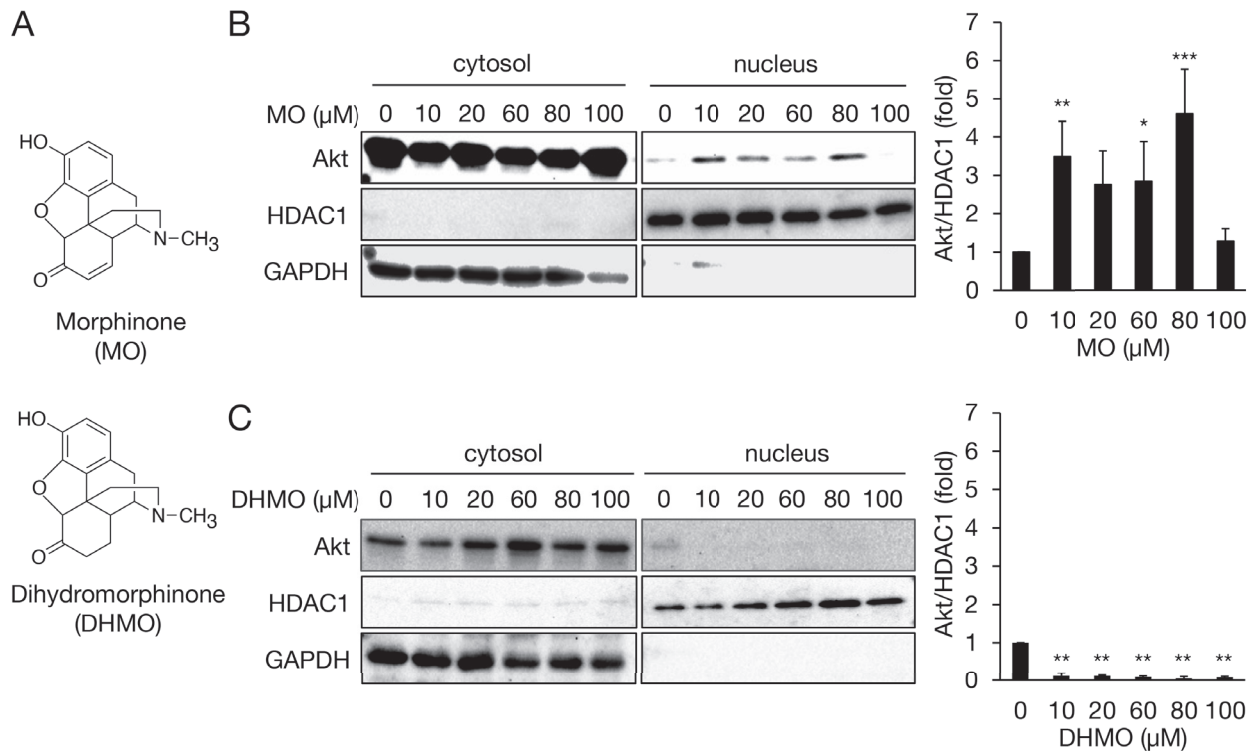 A
HO
O
O
N
CH3
Morphinone
(MO)
HO
O
O
N
CH3
Dihydromorphinone
(DHMO)
B
cytosol nucleus
MO (µM) 0 10 20 60 80 100 0 10 20 60 80 100
Akt
HDAC1
GAPDH
Akt/HDAC1 (fold)
7
6
5
4
3
2
1
0
** * ***
0 10 20 60 80 100
MO (µM)
C
cytosol nucleus
DHMO (µM) 0 10 20 60 80 100 0 10 20 60 80 100
Akt
HDAC1
GAPDH
Akt/HDAC1 (fold)
7
6
5
4
3
2
1
0
** ** ** ** **
0 10 20 60 80 100
DHMO (µM)